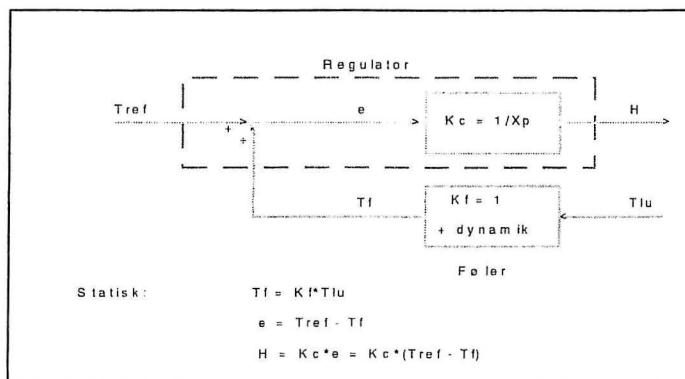 Regulator
Tref
e
Kc = 1/Xp
H
+
÷
Tf
Kf = 1
+ dynamik
Tlu
Føler
Statisk:
Tf = Kf*Tlu
e = Tref - Tf
H = Kc*e = Kc*(Tref - Tf)